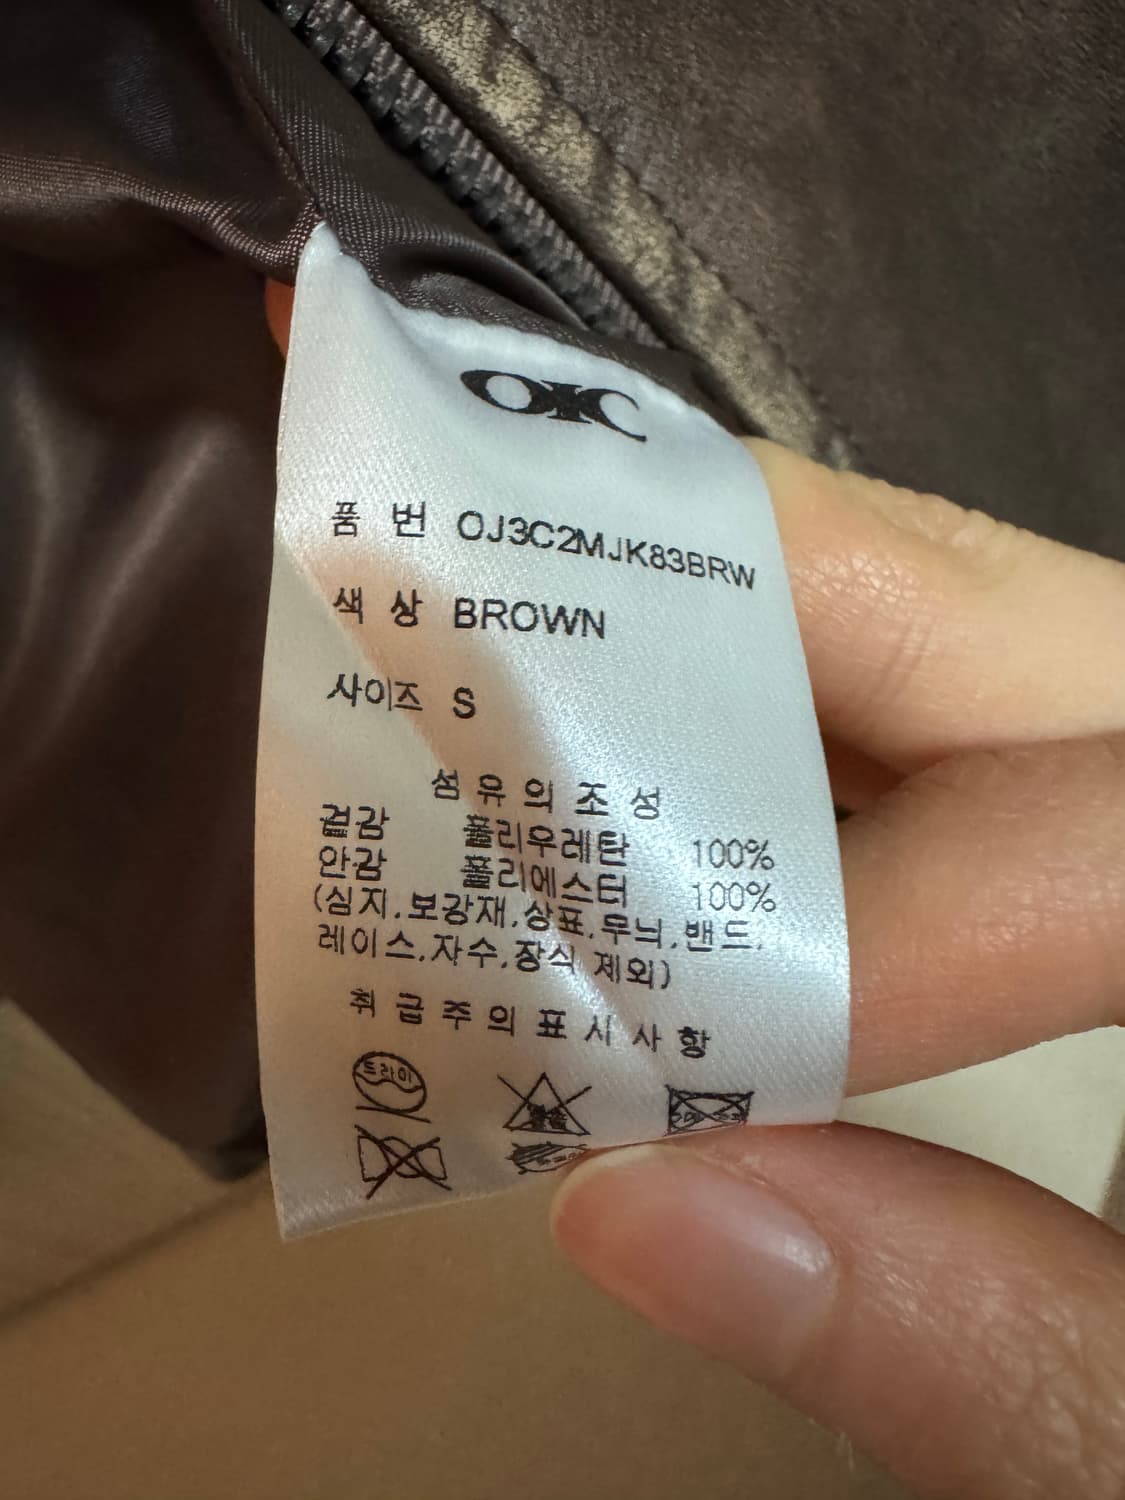 OIC
품 번 OJ3C2MJK83BRW
색 상 BROWN
사이즈 S
섬유의 조성
겉감 폴리우레탄 100%
안감 폴리에스터 100%
(심지.보강재.상표.무늬.밴드.
레이스.자수.장식 제외)
취급주의표시사항
드라이